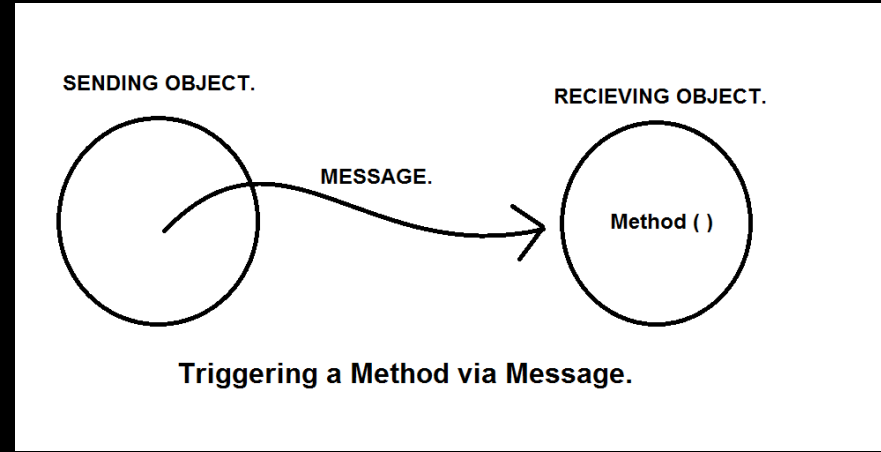 SENDING OBJECT.
RECIEVING OBJECT.
MESSAGE.
Method ( )
Triggering a Method via Message.